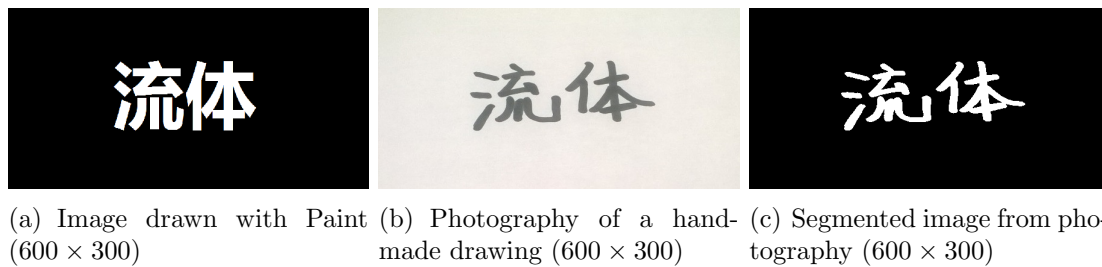 流体
流体
流体
(a) Image drawn with Paint
(600 × 300)
(b) Photography of a hand-
made drawing (600 × 300)
(c) Segmented image from pho-
tography (600 × 300)